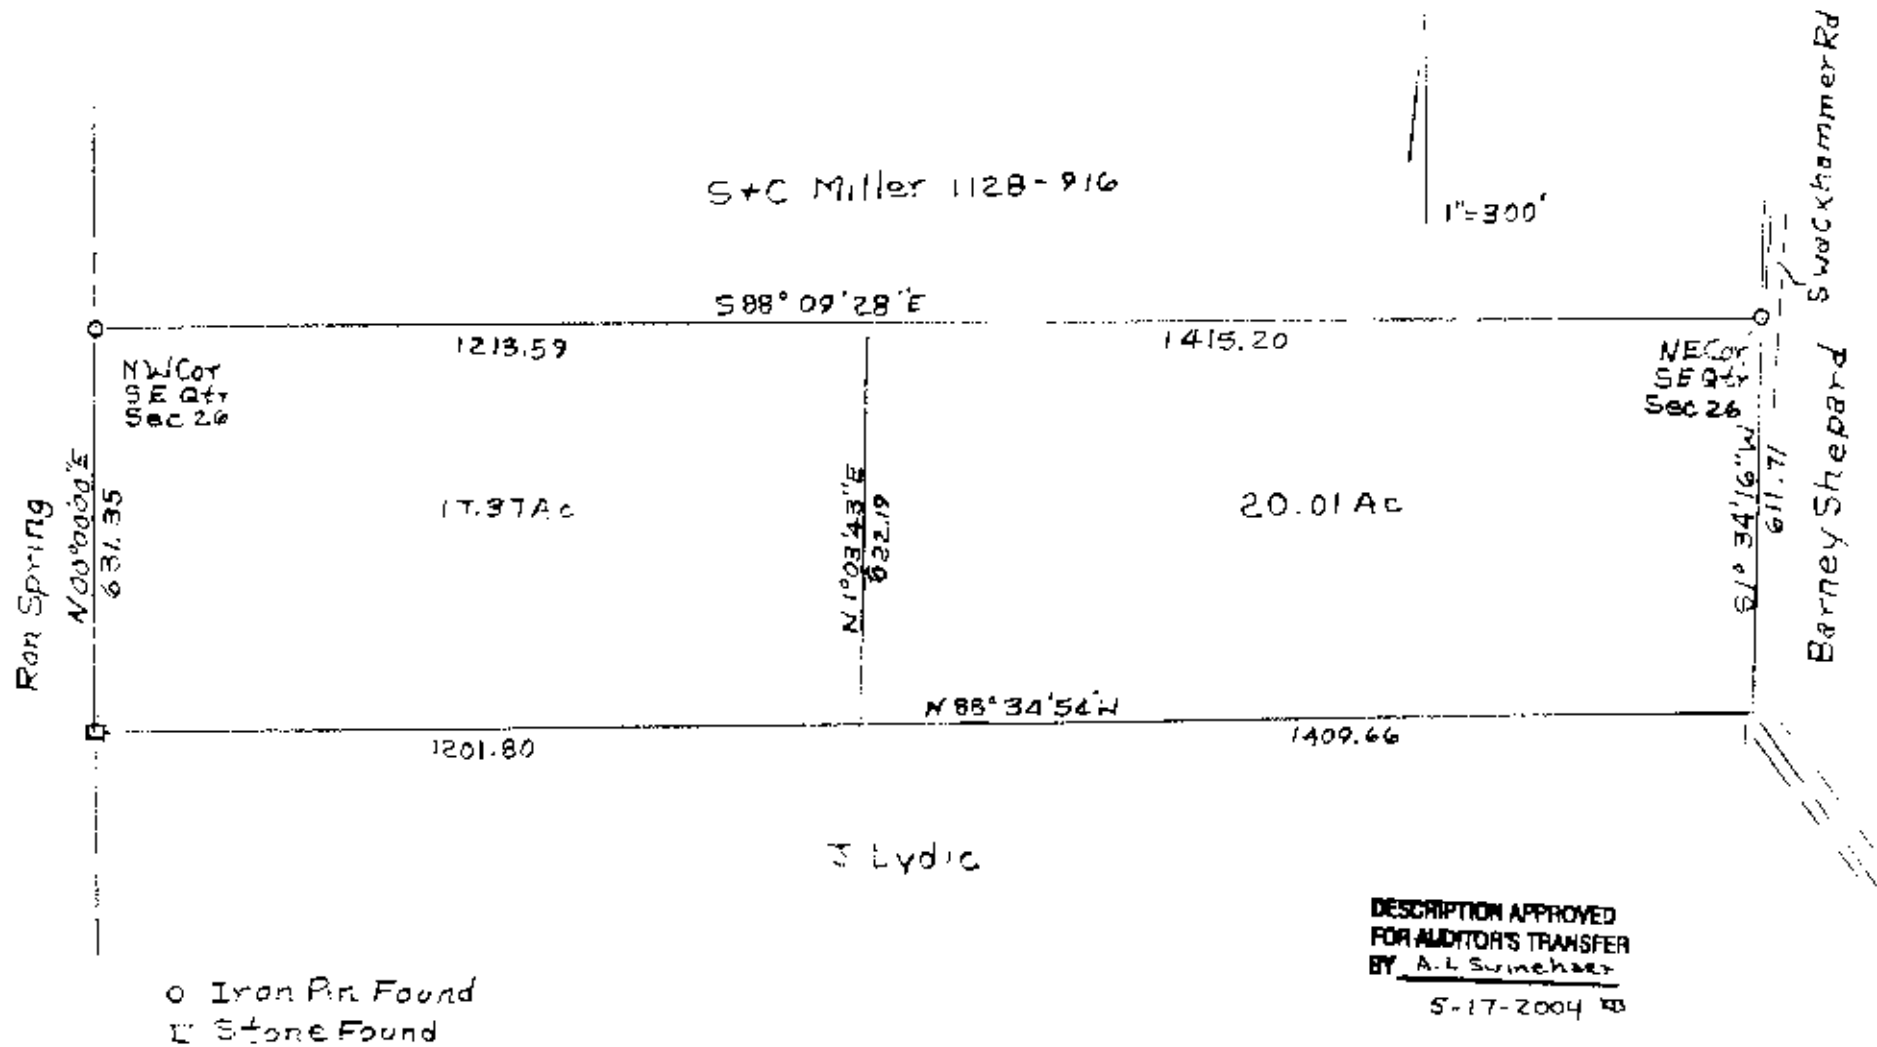 Swackhammer Rd
S+C Miller 1128-916
1"=300'
S 88° 09' 28" E
1213.59
1415.20
NW Cor
SE Qtr
Sec 26
NE Cor
SE Qtr
Sec 26
Ron Spring
N 00°00'00" E
631.35
17.37 Ac
N 1°03'43" E
622.19
20.01 Ac
S 1° 34' 16" W
611.71
Barney Shepard
N 88° 34' 54" W
1201.80
1409.66
J Lydic
DESCRIPTION APPROVED
FOR AUDITOR'S TRANSFER
BY A.L Swinehart
5-17-2004
o Iron Pin Found
□ Stone Found